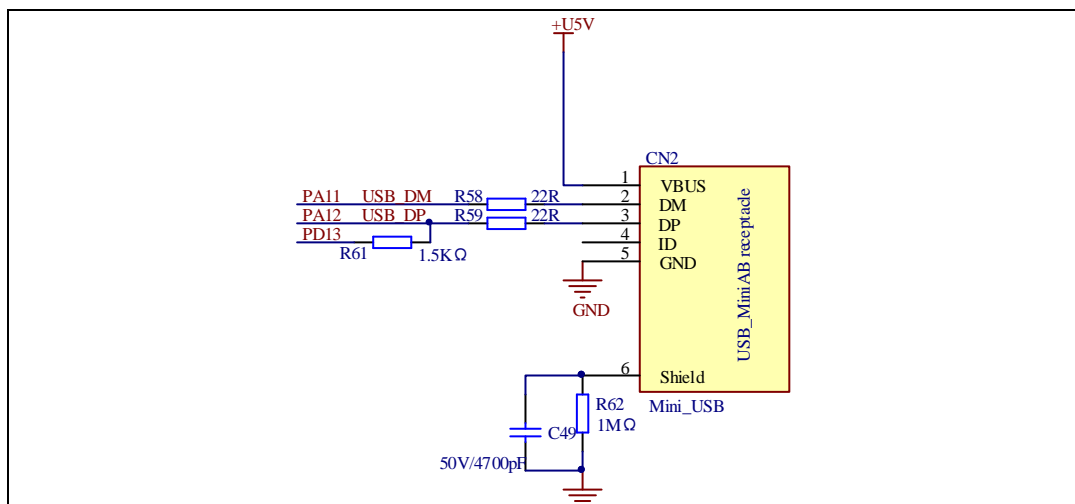 +U5V
CN2
1 VBUS
PA11 USB_DM R58 22R 2 DM
PA12 USB_DP R59 22R 3 DP
PD13 4 ID
R61 1.5KΩ 5 GND
GND
USB_MiniAB receptacle
6 Shield
R62 Mini_USB
C49 1MΩ
50V/4700pF